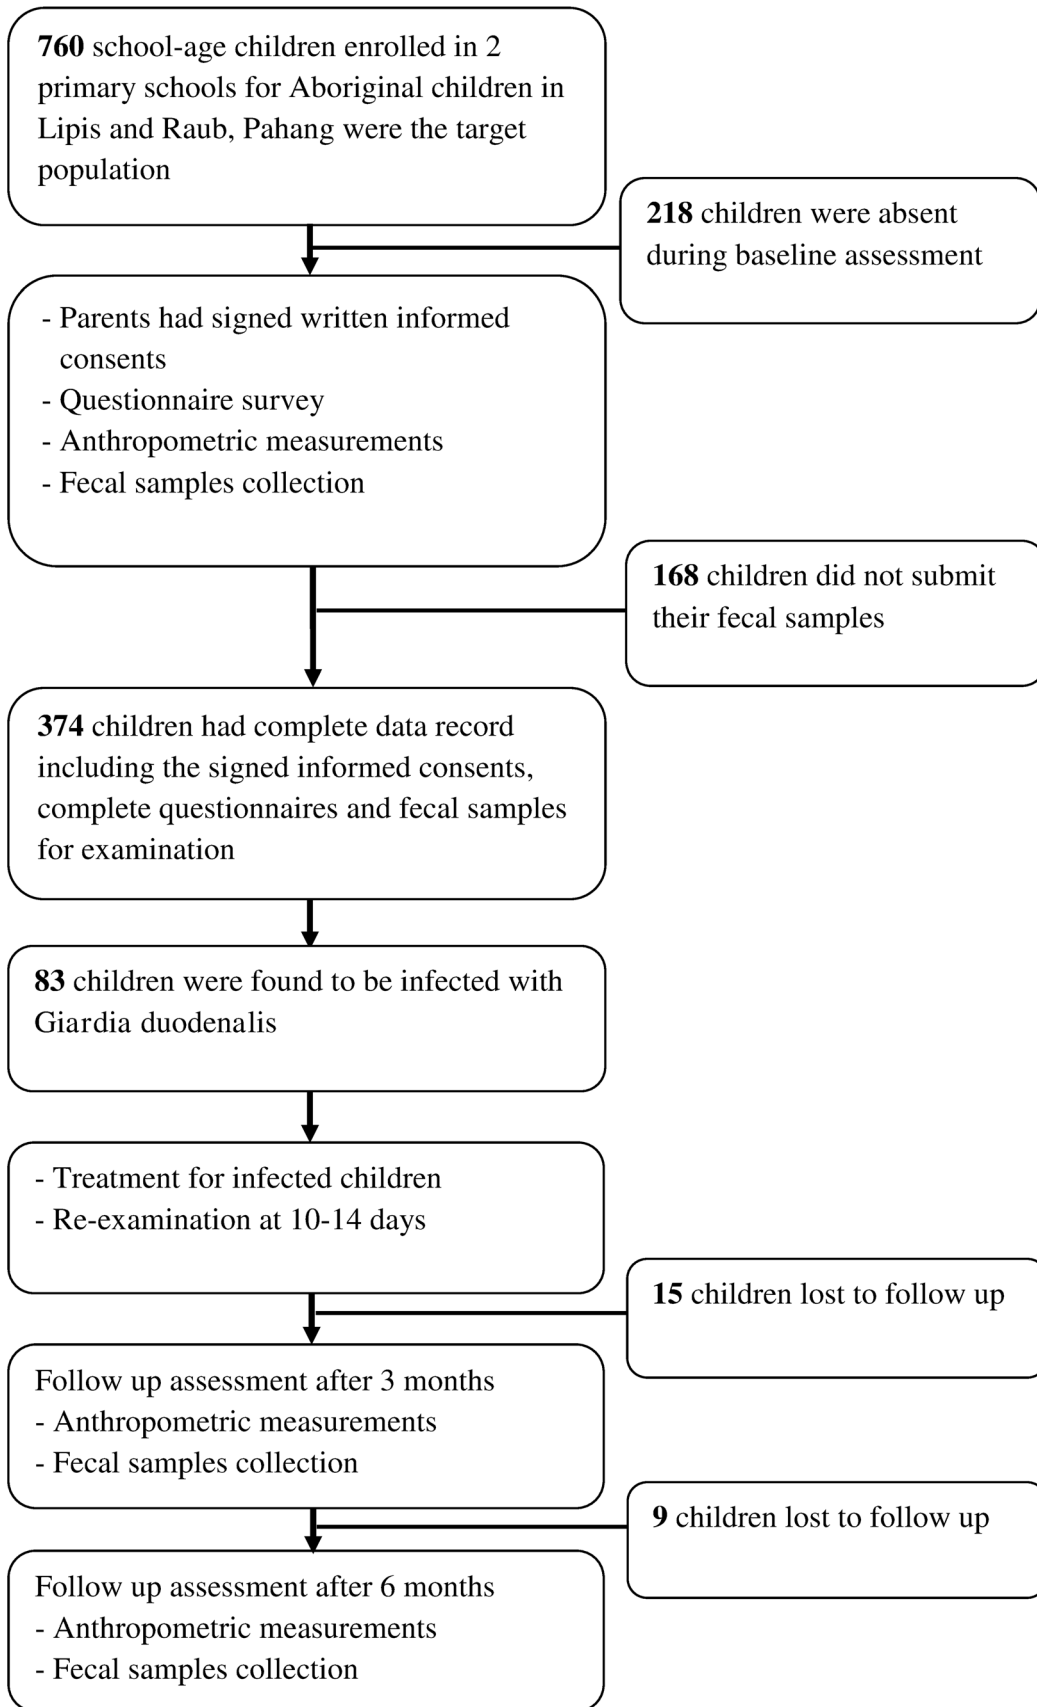 760 school-age children enrolled in 2
primary schools for Aboriginal children in
Lipis and Raub, Pahang were the target
population
218 children were absent
during baseline assessment
- Parents had signed written informed
consents
- Questionnaire survey
- Anthropometric measurements
- Fecal samples collection
168 children did not submit
their fecal samples
374 children had complete data record
including the signed informed consents,
complete questionnaires and fecal samples
for examination
83 children were found to be infected with
Giardia duodenalis
- Treatment for infected children
- Re-examination at 10-14 days
15 children lost to follow up
Follow up assessment after 3 months
- Anthropometric measurements
- Fecal samples collection
9 children lost to follow up
Follow up assessment after 6 months
- Anthropometric measurements
- Fecal samples collection